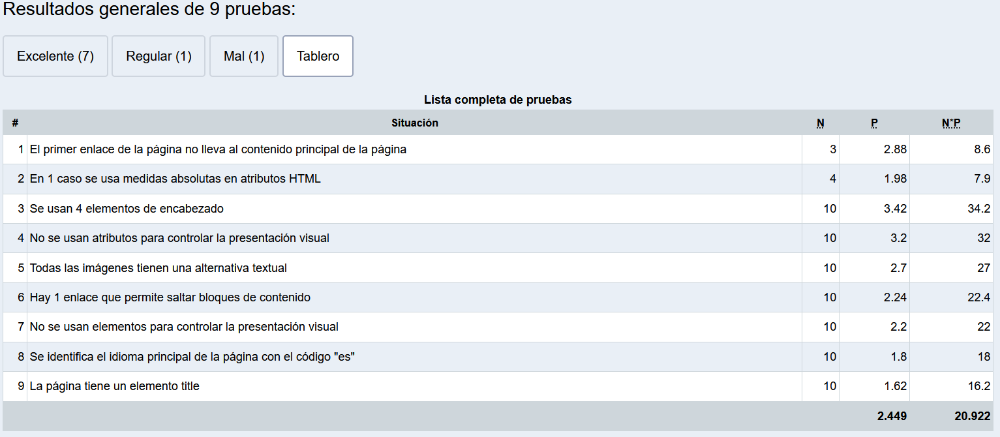 Resultados generales de 9 pruebas:
Excelente (7) Regular (1) Mal (1) Tablero
Lista completa de pruebas
# Situación N P N*P
1 El primer enlace de la página no lleva al contenido principal de la página 3 2.88 8.6
2 En 1 caso se usa medidas absolutas en atributos HTML 4 1.98 7.9
3 Se usan 4 elementos de encabezado 10 3.42 34.2
4 No se usan atributos para controlar la presentación visual 10 3.2 32
5 Todas las imágenes tienen una alternativa textual 10 2.7 27
6 Hay 1 enlace que permite saltar bloques de contenido 10 2.24 22.4
7 No se usan elementos para controlar la presentación visual 10 2.2 22
8 Se identifica el idioma principal de la página con el código "es" 10 1.8 18
9 La página tiene un elemento title 10 1.62 16.2
2.449 20.922